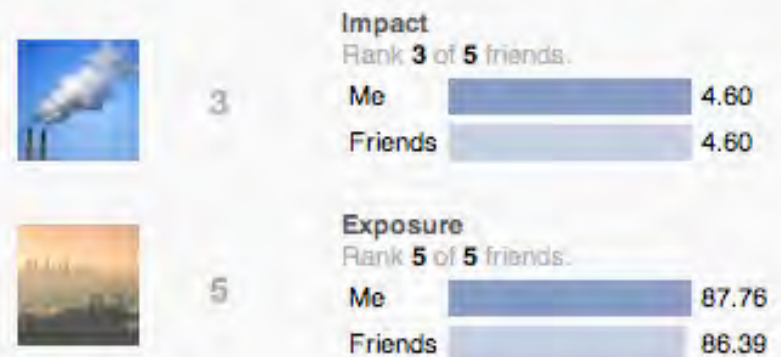 Impact
Rank 3 of 5 friends.
3
Me 4.60
Friends 4.60
Exposure
Rank 5 of 5 friends.
5
Me 87.76
Friends 86.39